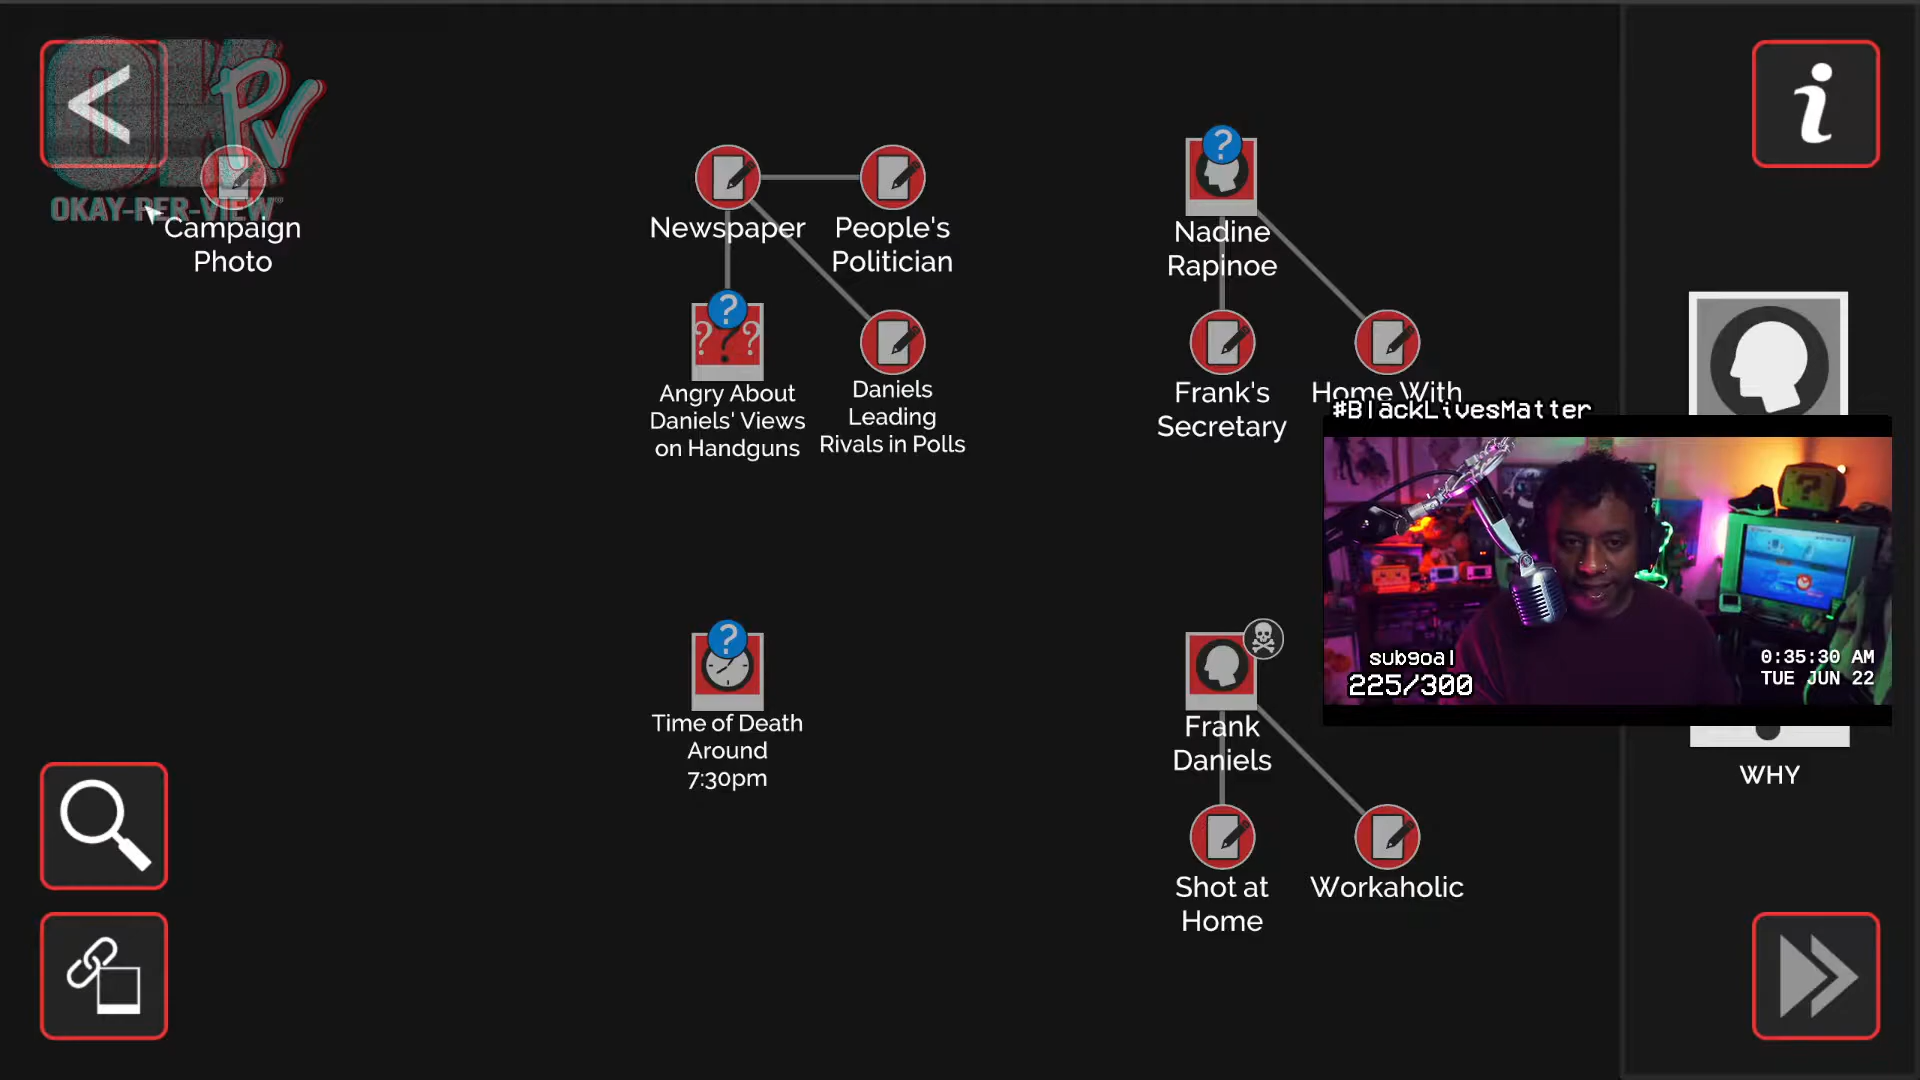 PV
OKAY-PER-VIEW™
Campaign
Photo
Newspaper
People's
Politician
Nadine
Rapinoe
Angry About
Daniels' Views
on Handguns
Daniels
Leading
Rivals in Polls
Frank's
Secretary
Home With
#BlackLivesMatter
subgoal
225/300
0:35:30 AM
TUE JUN 22
Time of Death
Around
7:30pm
Frank
Daniels
WHY
Shot at
Home
Workaholic